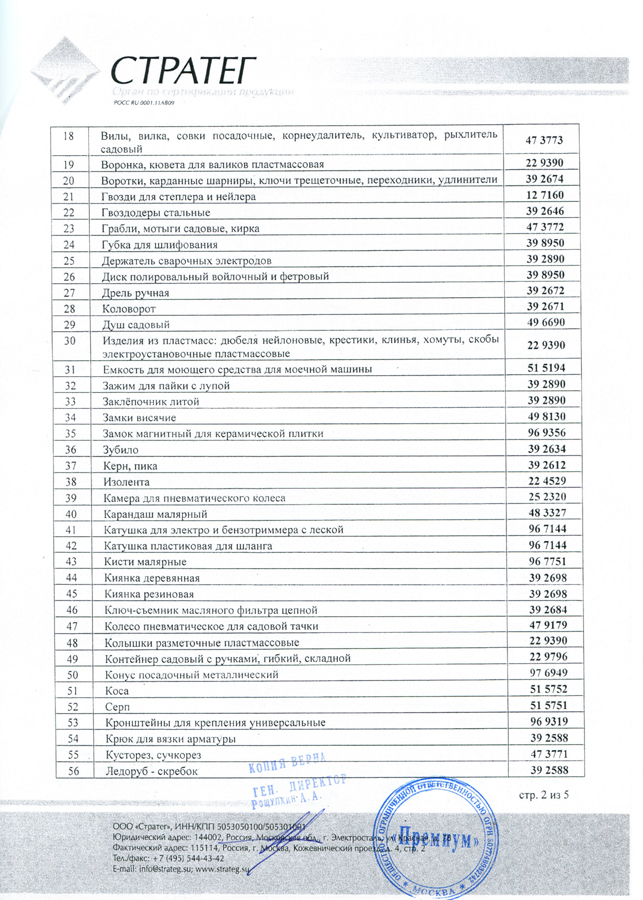 СТРАТЕГ
Орган по сертификации продукции
РОСС RU 0001.11АВ09
18 Вилы, вилка, совки посадочные, корнеудалитель, культиватор, рыхлитель
садовый 47 3773
19 Воронка, кювета для валиков пластмассовая 22 9390
20 Воротки, карданные шарниры, ключи трещеточные, переходники, удлинители 39 2674
21 Гвозди для степлера и нейлера 12 7160
22 Гвоздодеры стальные 39 2646
23 Грабли, мотыги садовые, кирка 47 3772
24 Губка для шлифования 39 8950
25 Держатель сварочных электродов 39 2890
26 Диск полировальный войлочный и фетровый 39 8950
27 Дрель ручная 39 2672
28 Коловорот 39 2671
29 Душ садовый 49 6690
30 Изделия из пластмасс: дюбеля нейлоновые, крестики, клинья, хомуты, скобы
электроустановочные пластмассовые 22 9390
31 Емкость для моющего средства для моечной машины 51 5194
32 Зажим для пайки с лупой 39 2890
33 Заклёпочник литой 39 2890
34 Замки висячие 49 8130
35 Замок магнитный для керамической плитки 96 9356
36 Зубило 39 2634
37 Керн, пика 39 2612
38 Изолента 22 4529
39 Камера для пневматического колеса 25 2320
40 Карандаш малярный 48 3327
41 Катушка для электро и бензотриммера с леской 96 7144
42 Катушка пластиковая для шланга 96 7144
43 Кисти малярные 96 7751
44 Киянка деревянная 39 2698
45 Киянка резиновая 39 2698
46 Ключ-съемник масляного фильтра цепной 39 2684
47 Колесо пневматическое для садовой тачки 47 9179
48 Колышки разметочные пластмассовые 22 9390
49 Контейнер садовый с ручками, гибкий, складной 22 9796
50 Конус посадочный металлический 97 6949
51 Коса 51 5752
52 Серп 51 5751
53 Кронштейны для крепления универсальные 96 9319
54 Крюк для вязки арматуры 39 2588
55 Кусторез, сучкорез 47 3771
56 Ледоруб - скребок 39 2588
КОПИЯ ВЕРНА
ГЕН. ДИРЕКТОР
Рощупкин А.А.
стр. 2 из 5
ООО «Стратег», ИНН/КПП 5053050100/505301001
Юридический адрес: 144002, Россия, Московская обл., г. Электросталь, ул.
Фактический адрес: 115114, Россия, г. Москва, Кожевнический проезд, д. 4, стр. 2
Тел./факс: +7 (495) 544-43-42
E-mail: info@strateg.su; www.strateg.su
ОБЩЕСТВО С ОГРАНИЧЕННОЙ ОТВЕТСТВЕННОСТЬЮ ОГРН
«Премиум»
* МОСКВА *